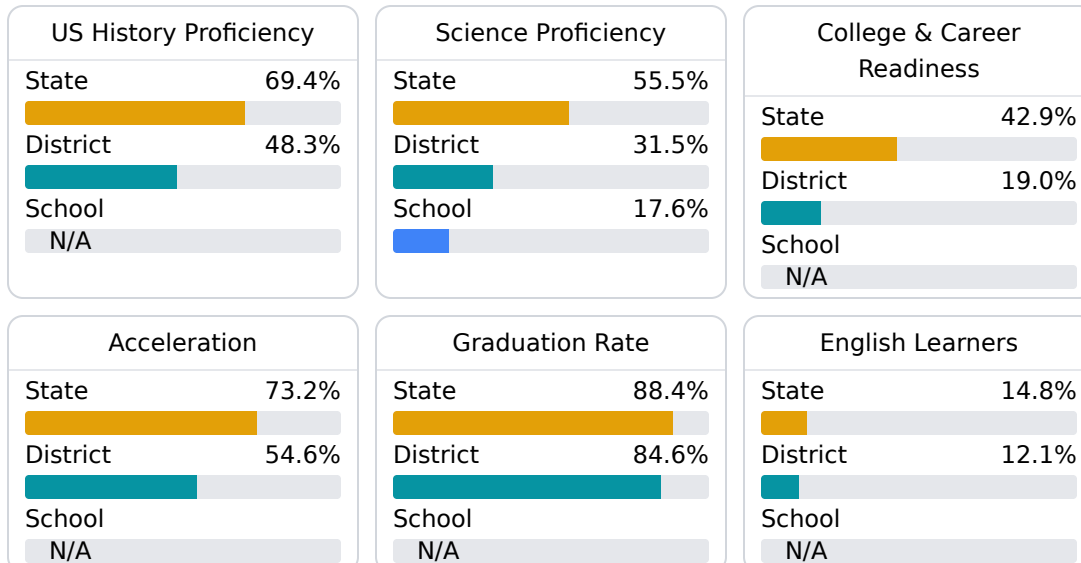 US History Proficiency
State 69.4%
District 48.3%
School
N/A
Science Proficiency
State 55.5%
District 31.5%
School 17.6%
College & Career
Readiness
State 42.9%
District 19.0%
School
N/A
Acceleration
State 73.2%
District 54.6%
School
N/A
Graduation Rate
State 88.4%
District 84.6%
School
N/A
English Learners
State 14.8%
District 12.1%
School
N/A